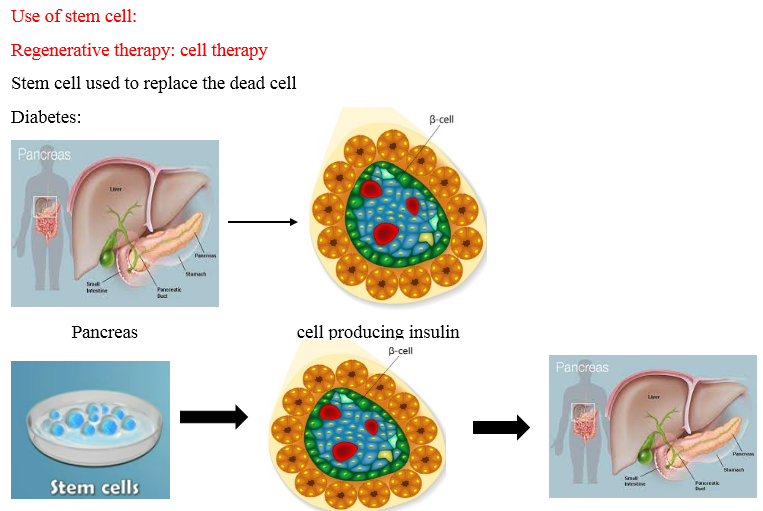 Use of stem cell:
Regenerative therapy: cell therapy
Stem cell used to replace the dead cell
Diabetes:
β-cell
Pancreas
Liver
Pancreas
Stomach
Small
Intestine
Pancreatic
Duct
Pancreas
cell producing insulin
β-cell
Pancreas
Liver
Pancreas
Stomach
Small
Intestine
Pancreatic
Duct
Stem cells